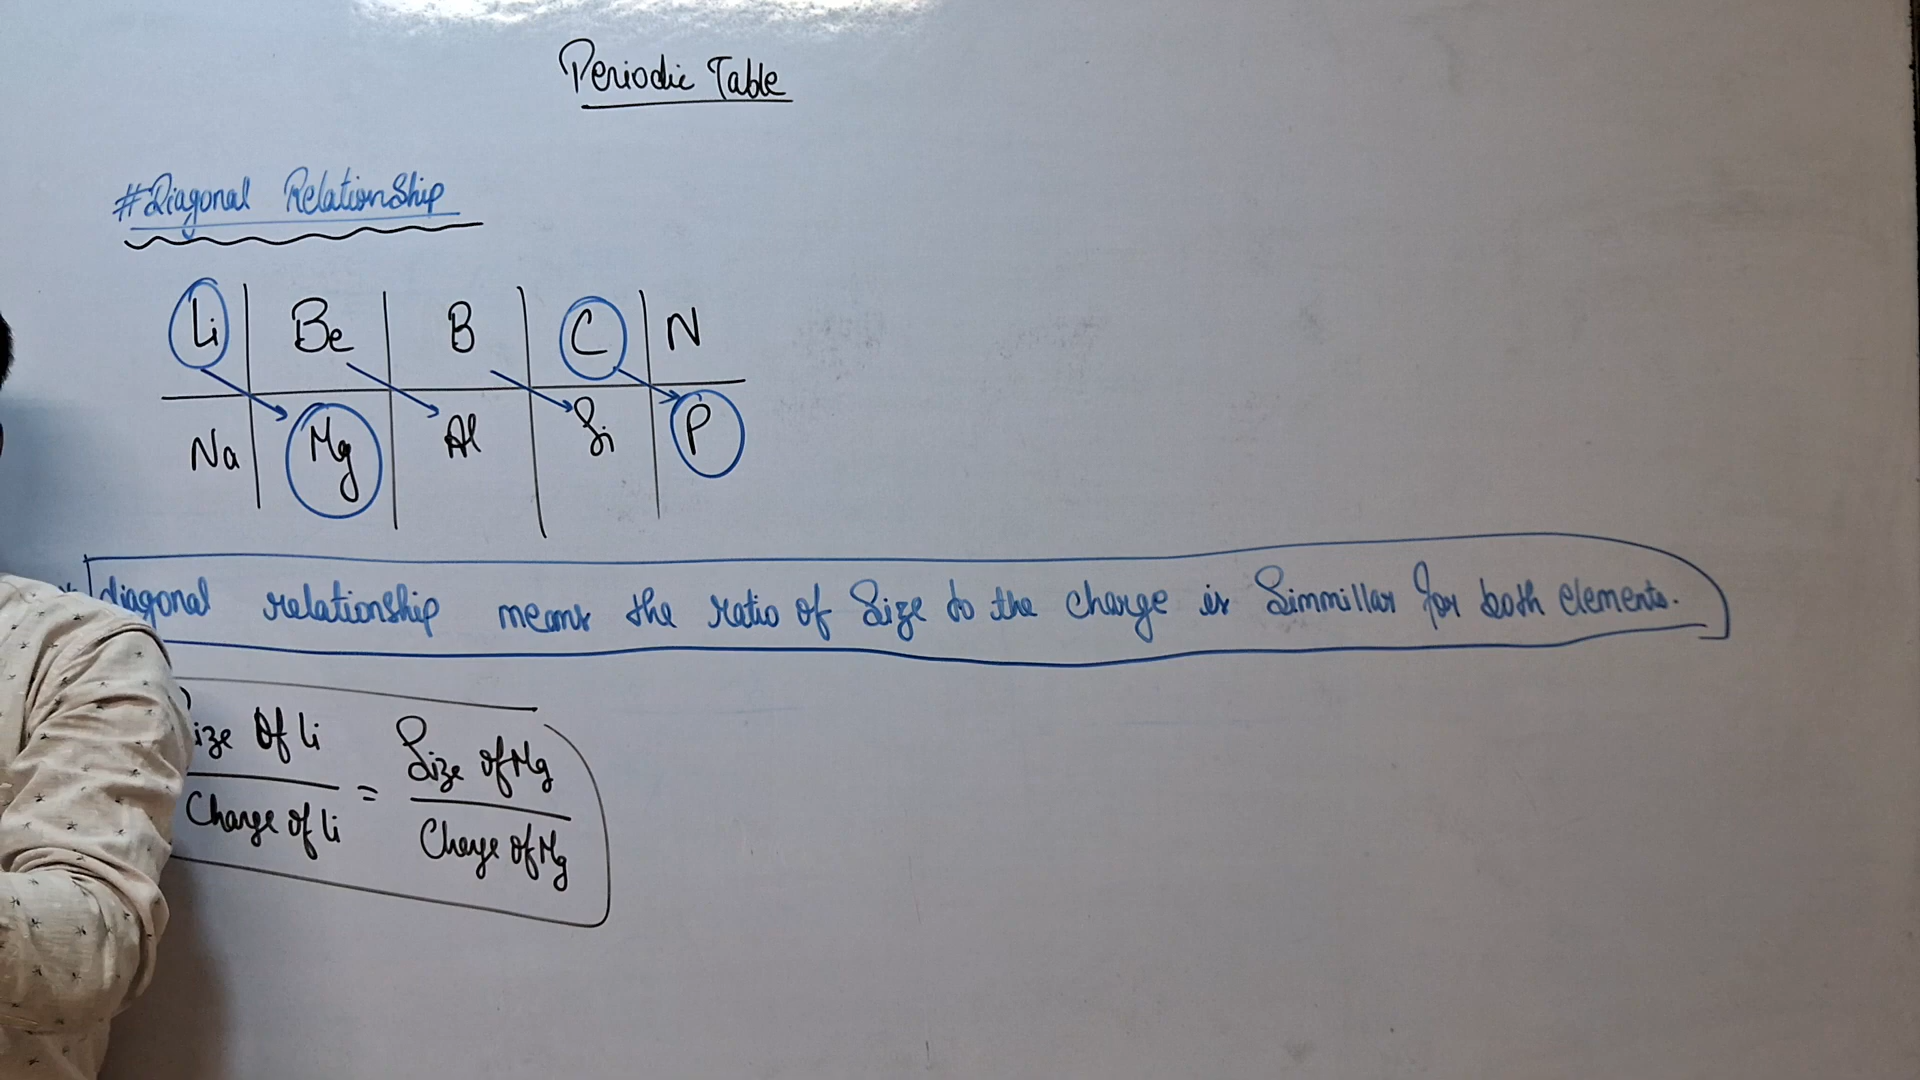 Periodic Table
#Diagonal RelationShip
Li Be B C N
Na Mg Al Si P
diagonal relationship means the ratio of Size to the charge is Simmillar for both elements.
Size Of Li = Size of Mg
Charge of Li Charge of Mg